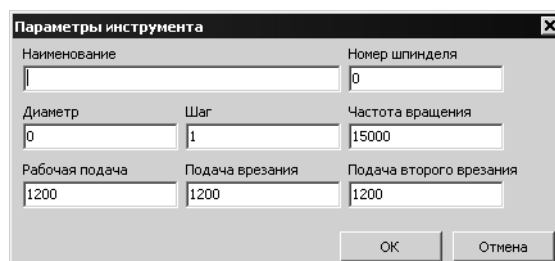 Параметры инструмента
Наименование Номер шпинделя
0
Диаметр Шаг Частота вращения
0 1 15000
Рабочая подача Подача врезания Подача второго врезания
1200 1200 1200
OK Отмена